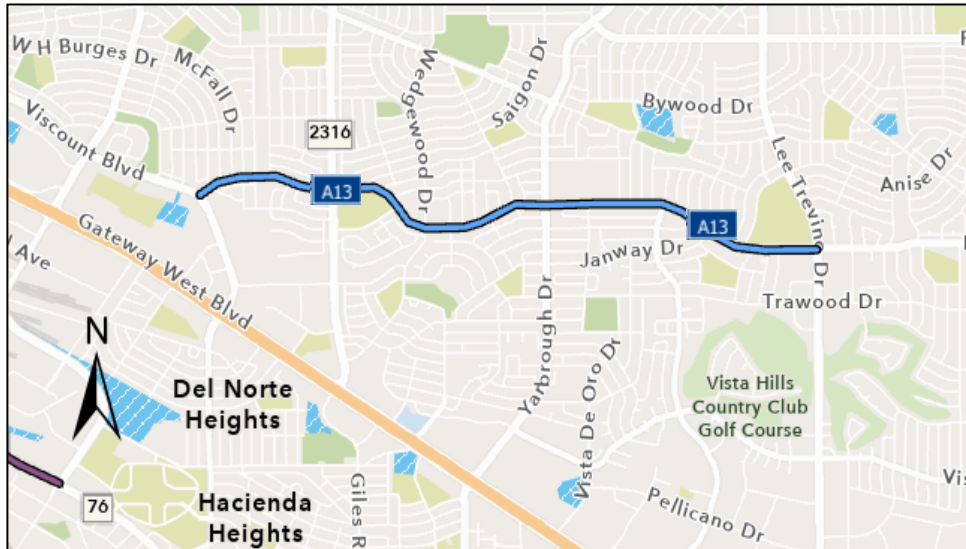 W H Burges Dr
McFall Dr
Wedgewood Dr
Saigon Dr
Bywood Dr
Viscount Blvd
2316
Lee Trevino Dr
Anise Dr
A13
A13
Gateway West Blvd
Janway Dr
Ave
Trawood Dr
N
Yarbrough Dr
Del Norte
Heights
Vista De Oro Dr
Vista Hills
Country Club
Golf Course
76
Hacienda
Heights
Giles R
Pellicano Dr
Vis